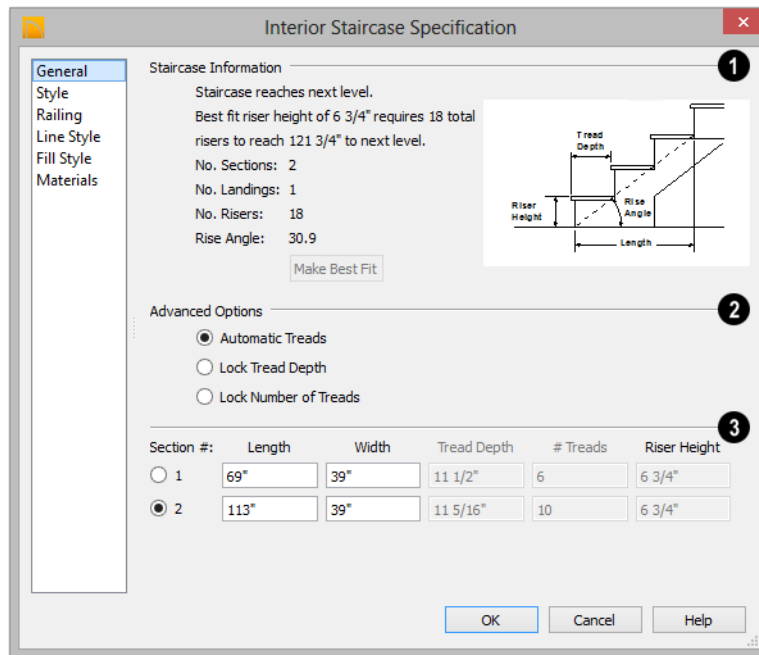 Interior Staircase Specification
General
Style
Railing
Line Style
Fill Style
Materials
Staircase Information
1
Staircase reaches next level.
Best fit riser height of 6 3/4" requires 18 total
risers to reach 121 3/4" to next level.
No. Sections: 2
No. Landings: 1
No. Risers: 18
Rise Angle: 30.9
Make Best Fit
Tread
Depth
Riser
Height
Rise
Angle
Length
Advanced Options
2
Automatic Treads
Lock Tread Depth
Lock Number of Treads
3
Section #: Length Width Tread Depth # Treads Riser Height
1 69" 39" 11 1/2" 6 6 3/4"
2 113" 39" 11 5/16" 10 6 3/4"
OK Cancel Help